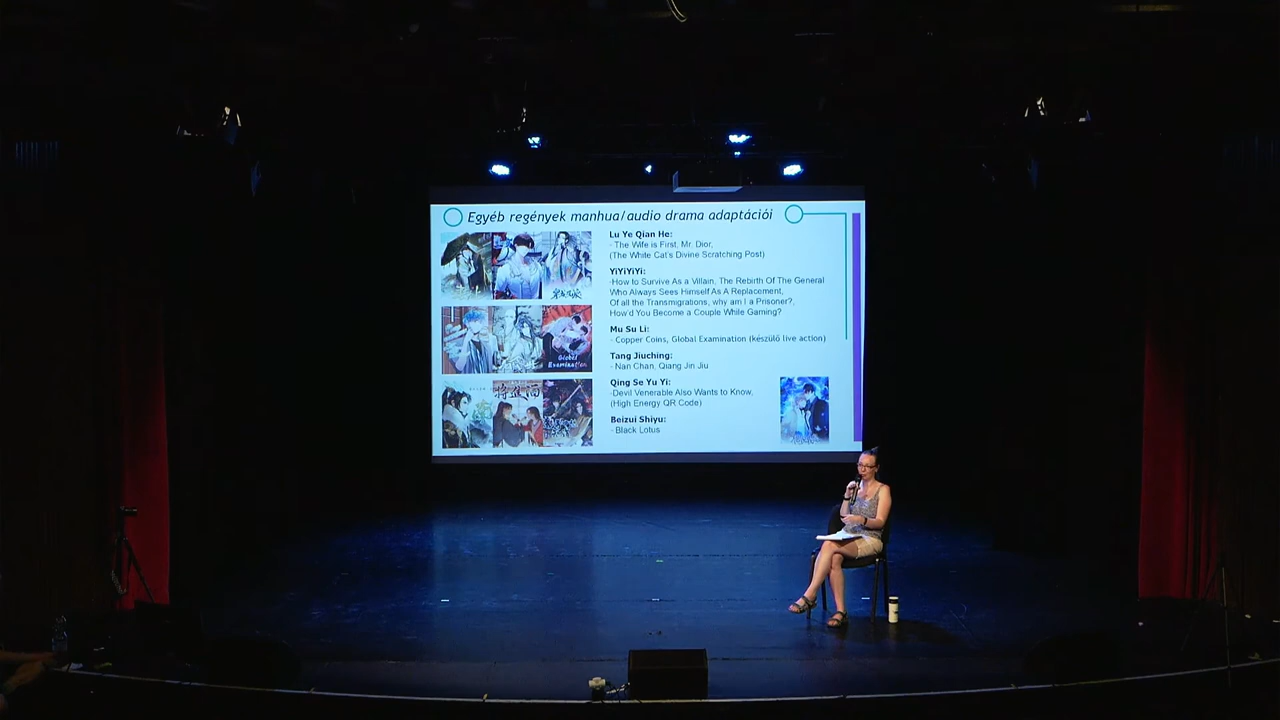 Egyéb regények manhua/audio drama adaptációi
Lu Ye Qian He:
- The Wife is First, Mr. Dior,
(The White Cat's Divine Scratching Post)
YiYiYiYi:
-How to Survive As a Villain, The Rebirth Of The General
Who Always Sees Himself As A Replacement,
Of all the Transmigrations, why am I a Prisoner?,
How'd You Become a Couple While Gaming?
Mu Su Li:
- Copper Coins, Global Examination (készülő live action)
Tang Jiuching:
- Nan Chan, Qiang Jin Jiu
Qing Se Yu Yi:
-Devil Venerable Also Wants to Know,
(High Energy QR Code)
Beizui Shiyu:
- Black Lotus
Global
Examination